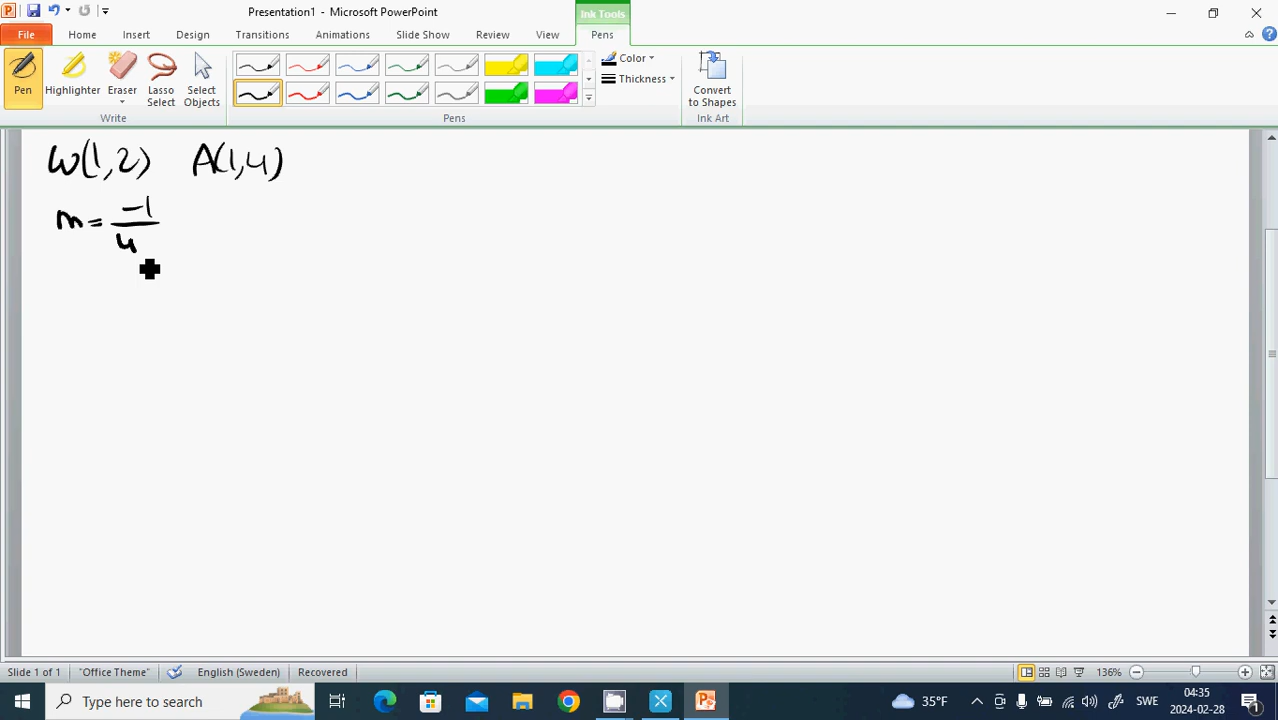 Presentation1 - Microsoft PowerPoint
Ink Tools
File Home Insert Design Transitions Animations Slide Show Review View Pens
Pen Highlighter Eraser Lasso Select Select Objects
Color
Thickness
Convert to Shapes
Write Pens Ink Art
W(1,2) A(1,4)
m = -1
4
Slide 1 of 1 "Office Theme" English (Sweden) Recovered 136%
Type here to search
35°F SWE
04:35
2024-02-28
1